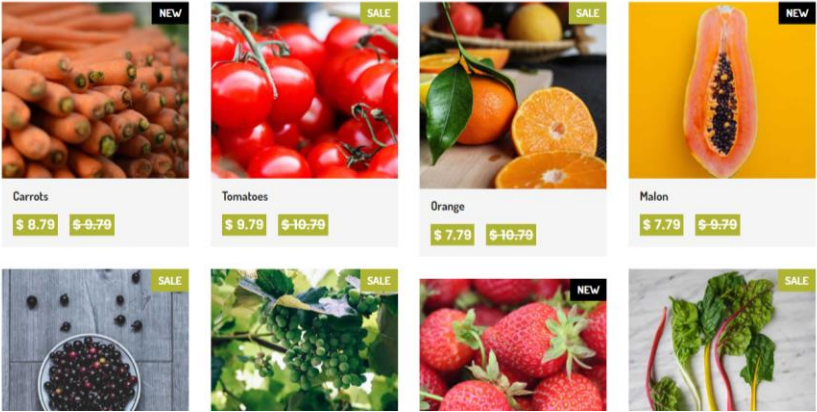 NEW
SALE
SALE
NEW
Carrots
Tomatoes
Orange
Malon
$ 8.79 $ 9.79
$ 9.79 $ 10.79
$ 7.79 $ 10.79
$ 7.79 $ 9.79
SALE
SALE
NEW
SALE